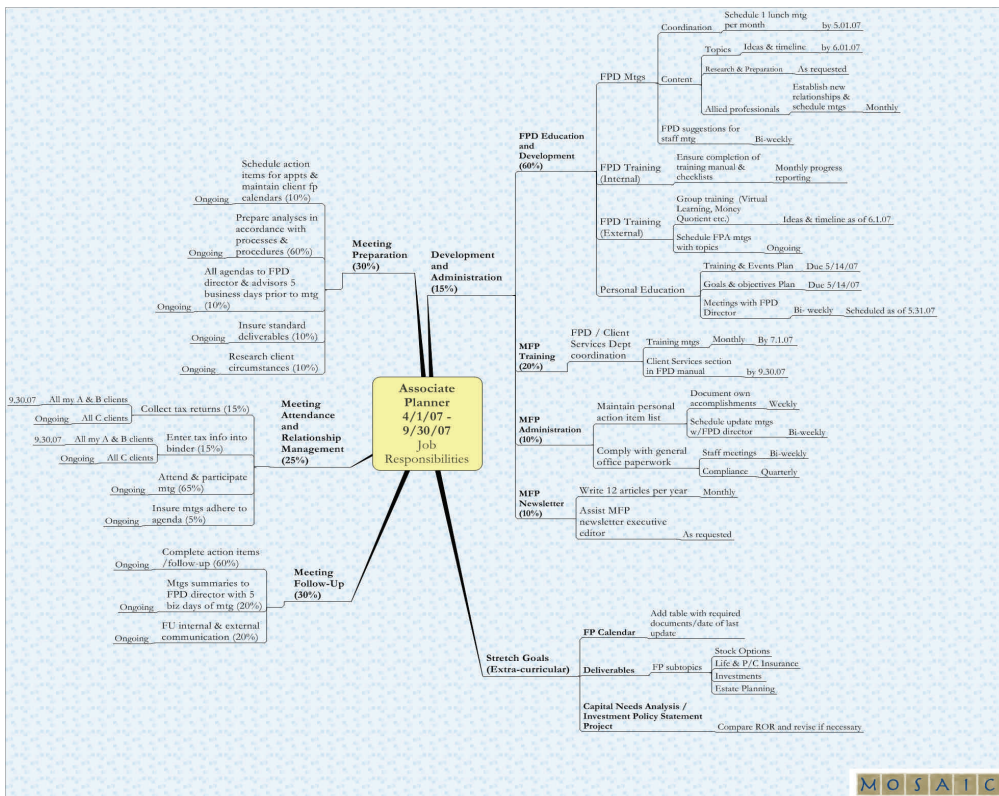 Associate
Planner
4/1/07 -
9/30/07
Job
Responsibilities
Meeting
Preparation
(30%)
Schedule action
items for appts &
maintain client fp
calendars (10%)
Ongoing
Prepare analyses in
accordance with
processes &
procedures (60%)
Ongoing
All agendas to FPD
director & advisors 5
business days prior to mtg
(10%)
Ongoing
Insure standard
deliverables (10%)
Ongoing
Research client
circumstances (10%)
Ongoing
Meeting
Attendance
and
Relationship
Management
(25%)
Collect tax returns (15%)
9.30.07 All my A & B clients
Ongoing All C clients
Enter tax info into
binder (15%)
9.30.07 All my A & B clients
Ongoing All C clients
Attend & participate
mtg (65%)
Ongoing
Insure mtgs adhere to
agenda (5%)
Ongoing
Meeting
Follow-Up
(30%)
Complete action items
/follow-up (60%)
Ongoing
Mtgs summaries to
FPD director with 5
biz days of mtg (20%)
Ongoing
FU internal & external
communication (20%)
Ongoing
Development
and
Administration
(15%)
FPD Education
and
Development
(60%)
FPD Mtgs
Coordination
Schedule 1 lunch mtg
per month
by 5.01.07
Content
Topics
Ideas & timeline
by 6.01.07
Research & Preparation
As requested
Allied professionals
Establish new
relationships &
schedule mtgs
Monthly
FPD suggestions for
staff mtg
Bi-weekly
FPD Training
(Internal)
Ensure completion of
training manual &
checklists
Monthly progress
reporting
FPD Training
(External)
Group training (Virtual
Learning, Money
Quotient etc.)
Ideas & timeline as of 6.1.07
Schedule FPA mtgs
with topics
Ongoing
Personal Education
Training & Events Plan
Due 5/14/07
Goals & objectives Plan
Due 5/14/07
Meetings with FPD
Director
Bi- weekly
Scheduled as of 5.31.07
MFP
Training
(20%)
FPD / Client
Services Dept
coordination
Training mtgs
Monthly
By 7.1.07
Client Services section
in FPD manual
by 9.30.07
MFP
Administration
(10%)
Maintain personal
action item list
Document own
accomplishments
Weekly
Schedule update mtgs
w/FPD director
Bi-weekly
Comply with general
office paperwork
Staff meetings
Bi-weekly
Compliance
Quarterly
MFP
Newsletter
(10%)
Write 12 articles per year
Monthly
Assist MFP
newsletter executive
editor
As requested
Stretch Goals
(Extra-curricular)
FP Calendar
Add table with required
documents/date of last
update
Deliverables
FP subtopics
Stock Options
Life & P/C Insurance
Investments
Estate Planning
Capital Needs Analysis /
Investment Policy Statement
Project
Compare ROR and revise if necessary
MOSAIC